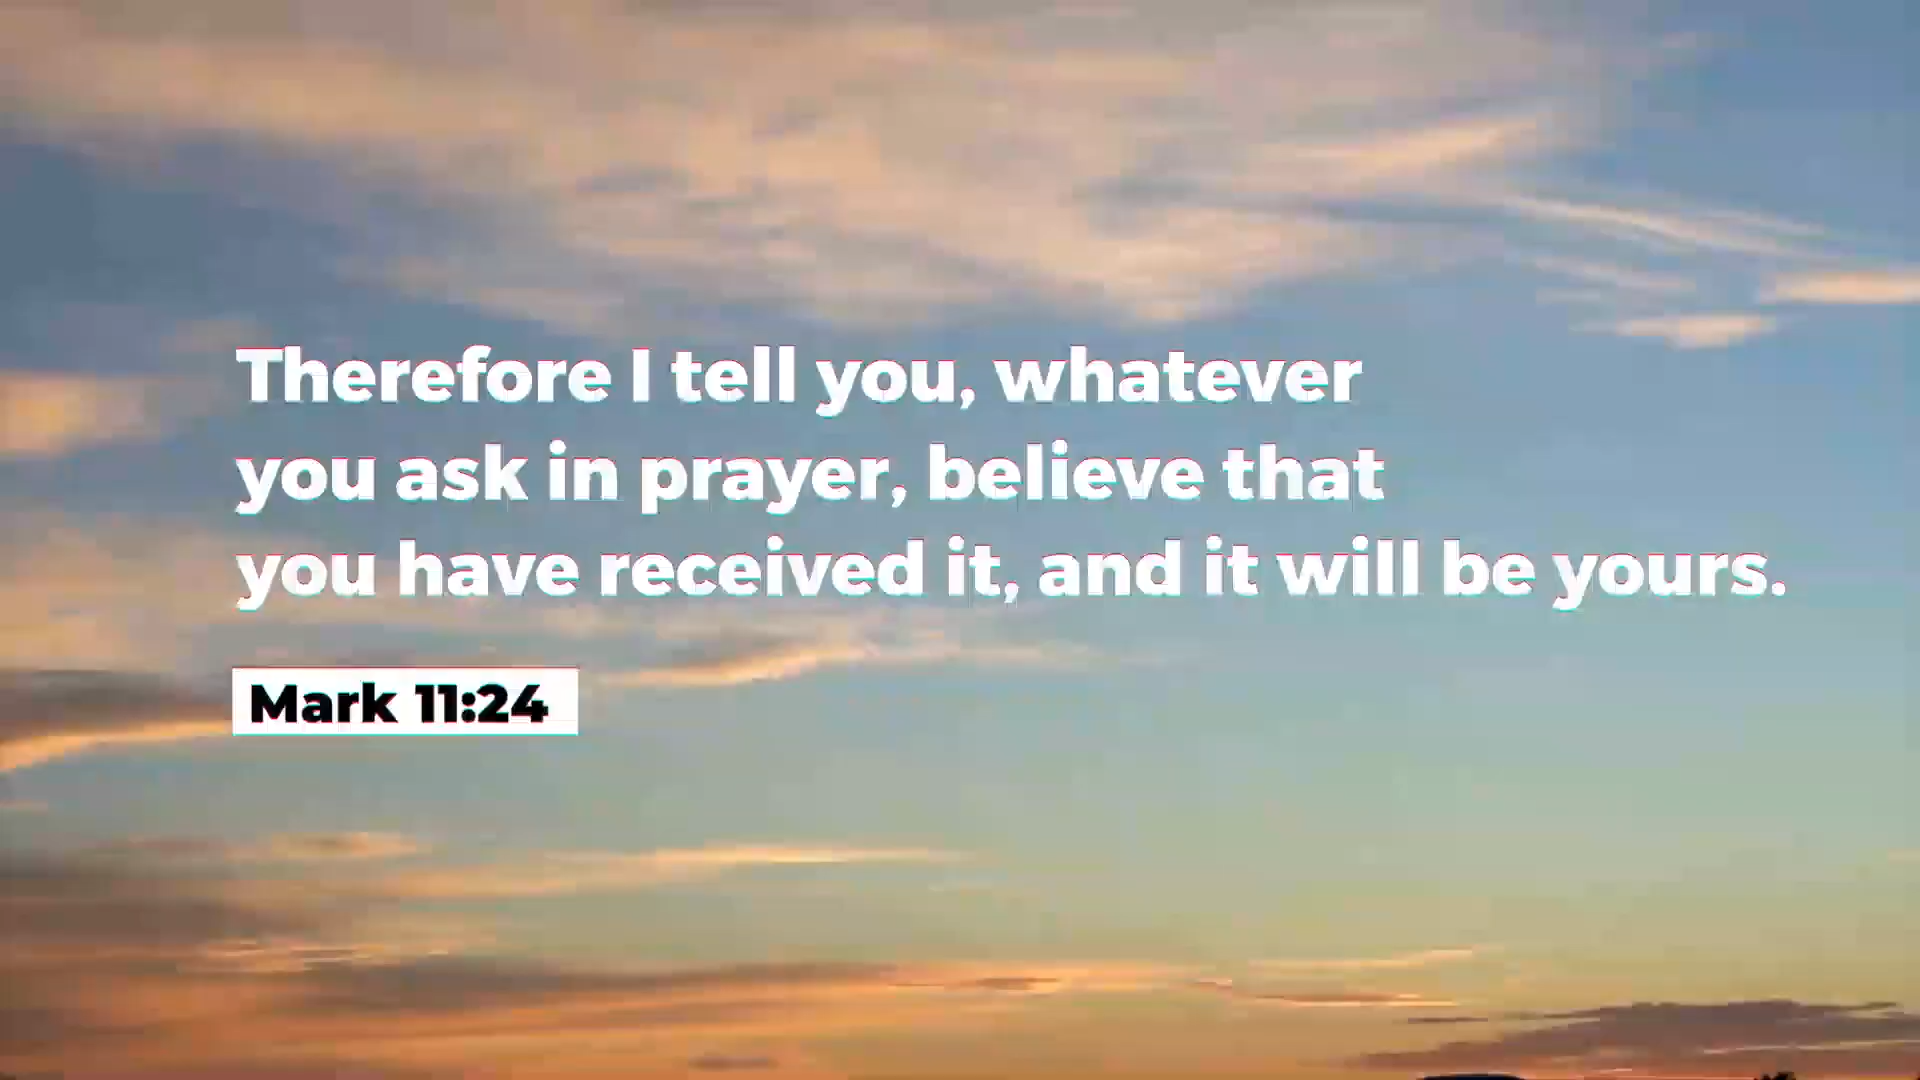 Therefore I tell you, whatever
you ask in prayer, believe that
you have received it, and it will be yours.
Mark 11:24